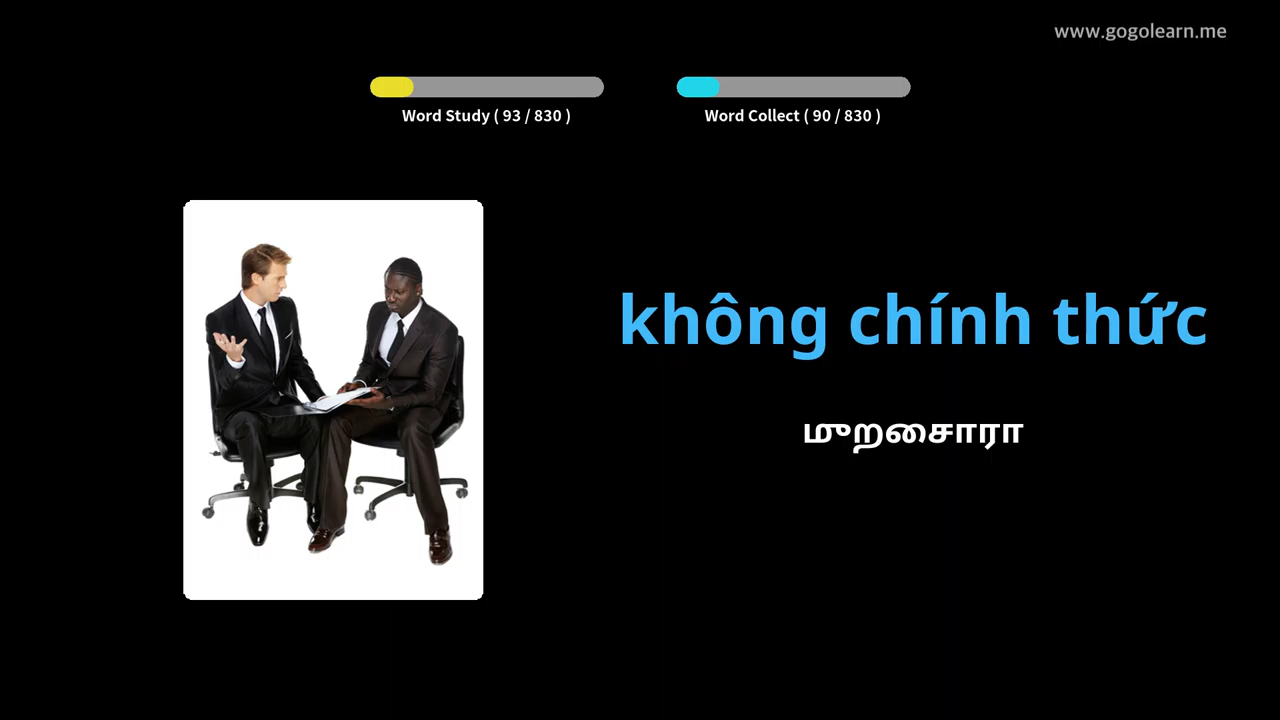 www.gogolearn.me
Word Study ( 93 / 830 )
Word Collect ( 90 / 830 )
không chính thức
முறைசாரா